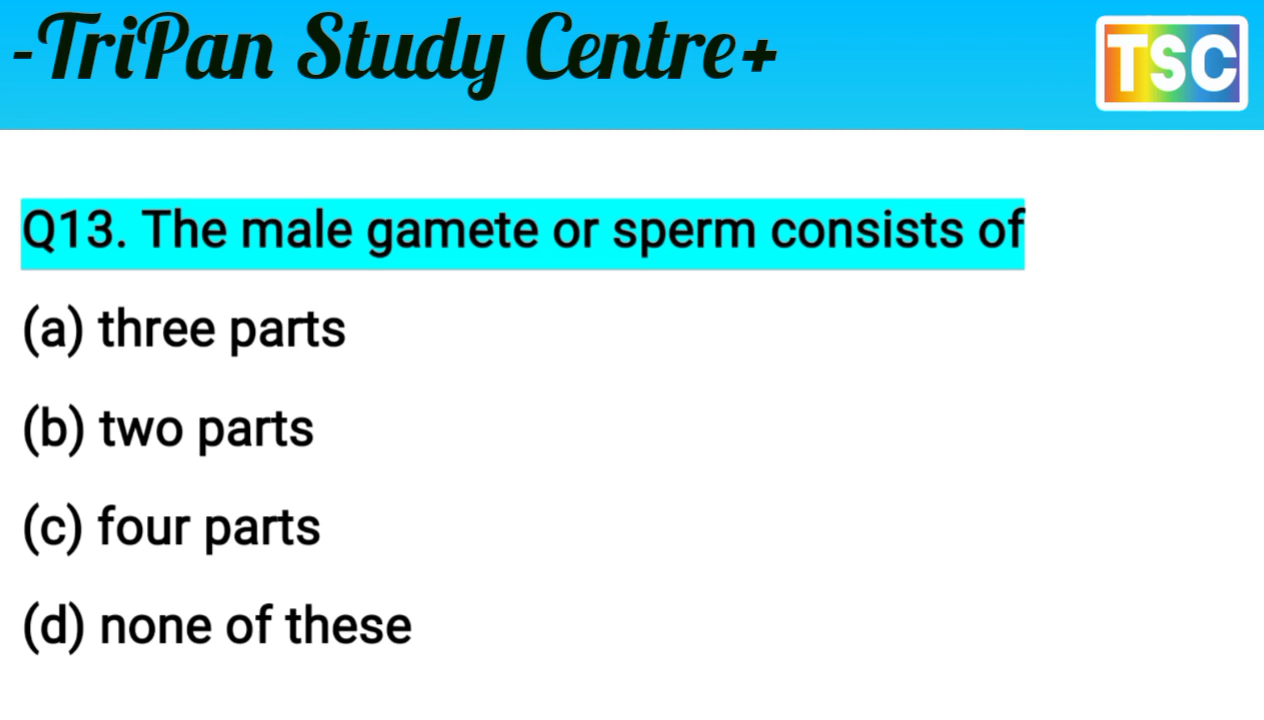 -TriPan Study Centre+
TSC
Q13. The male gamete or sperm consists of
(a) three parts
(b) two parts
(c) four parts
(d) none of these